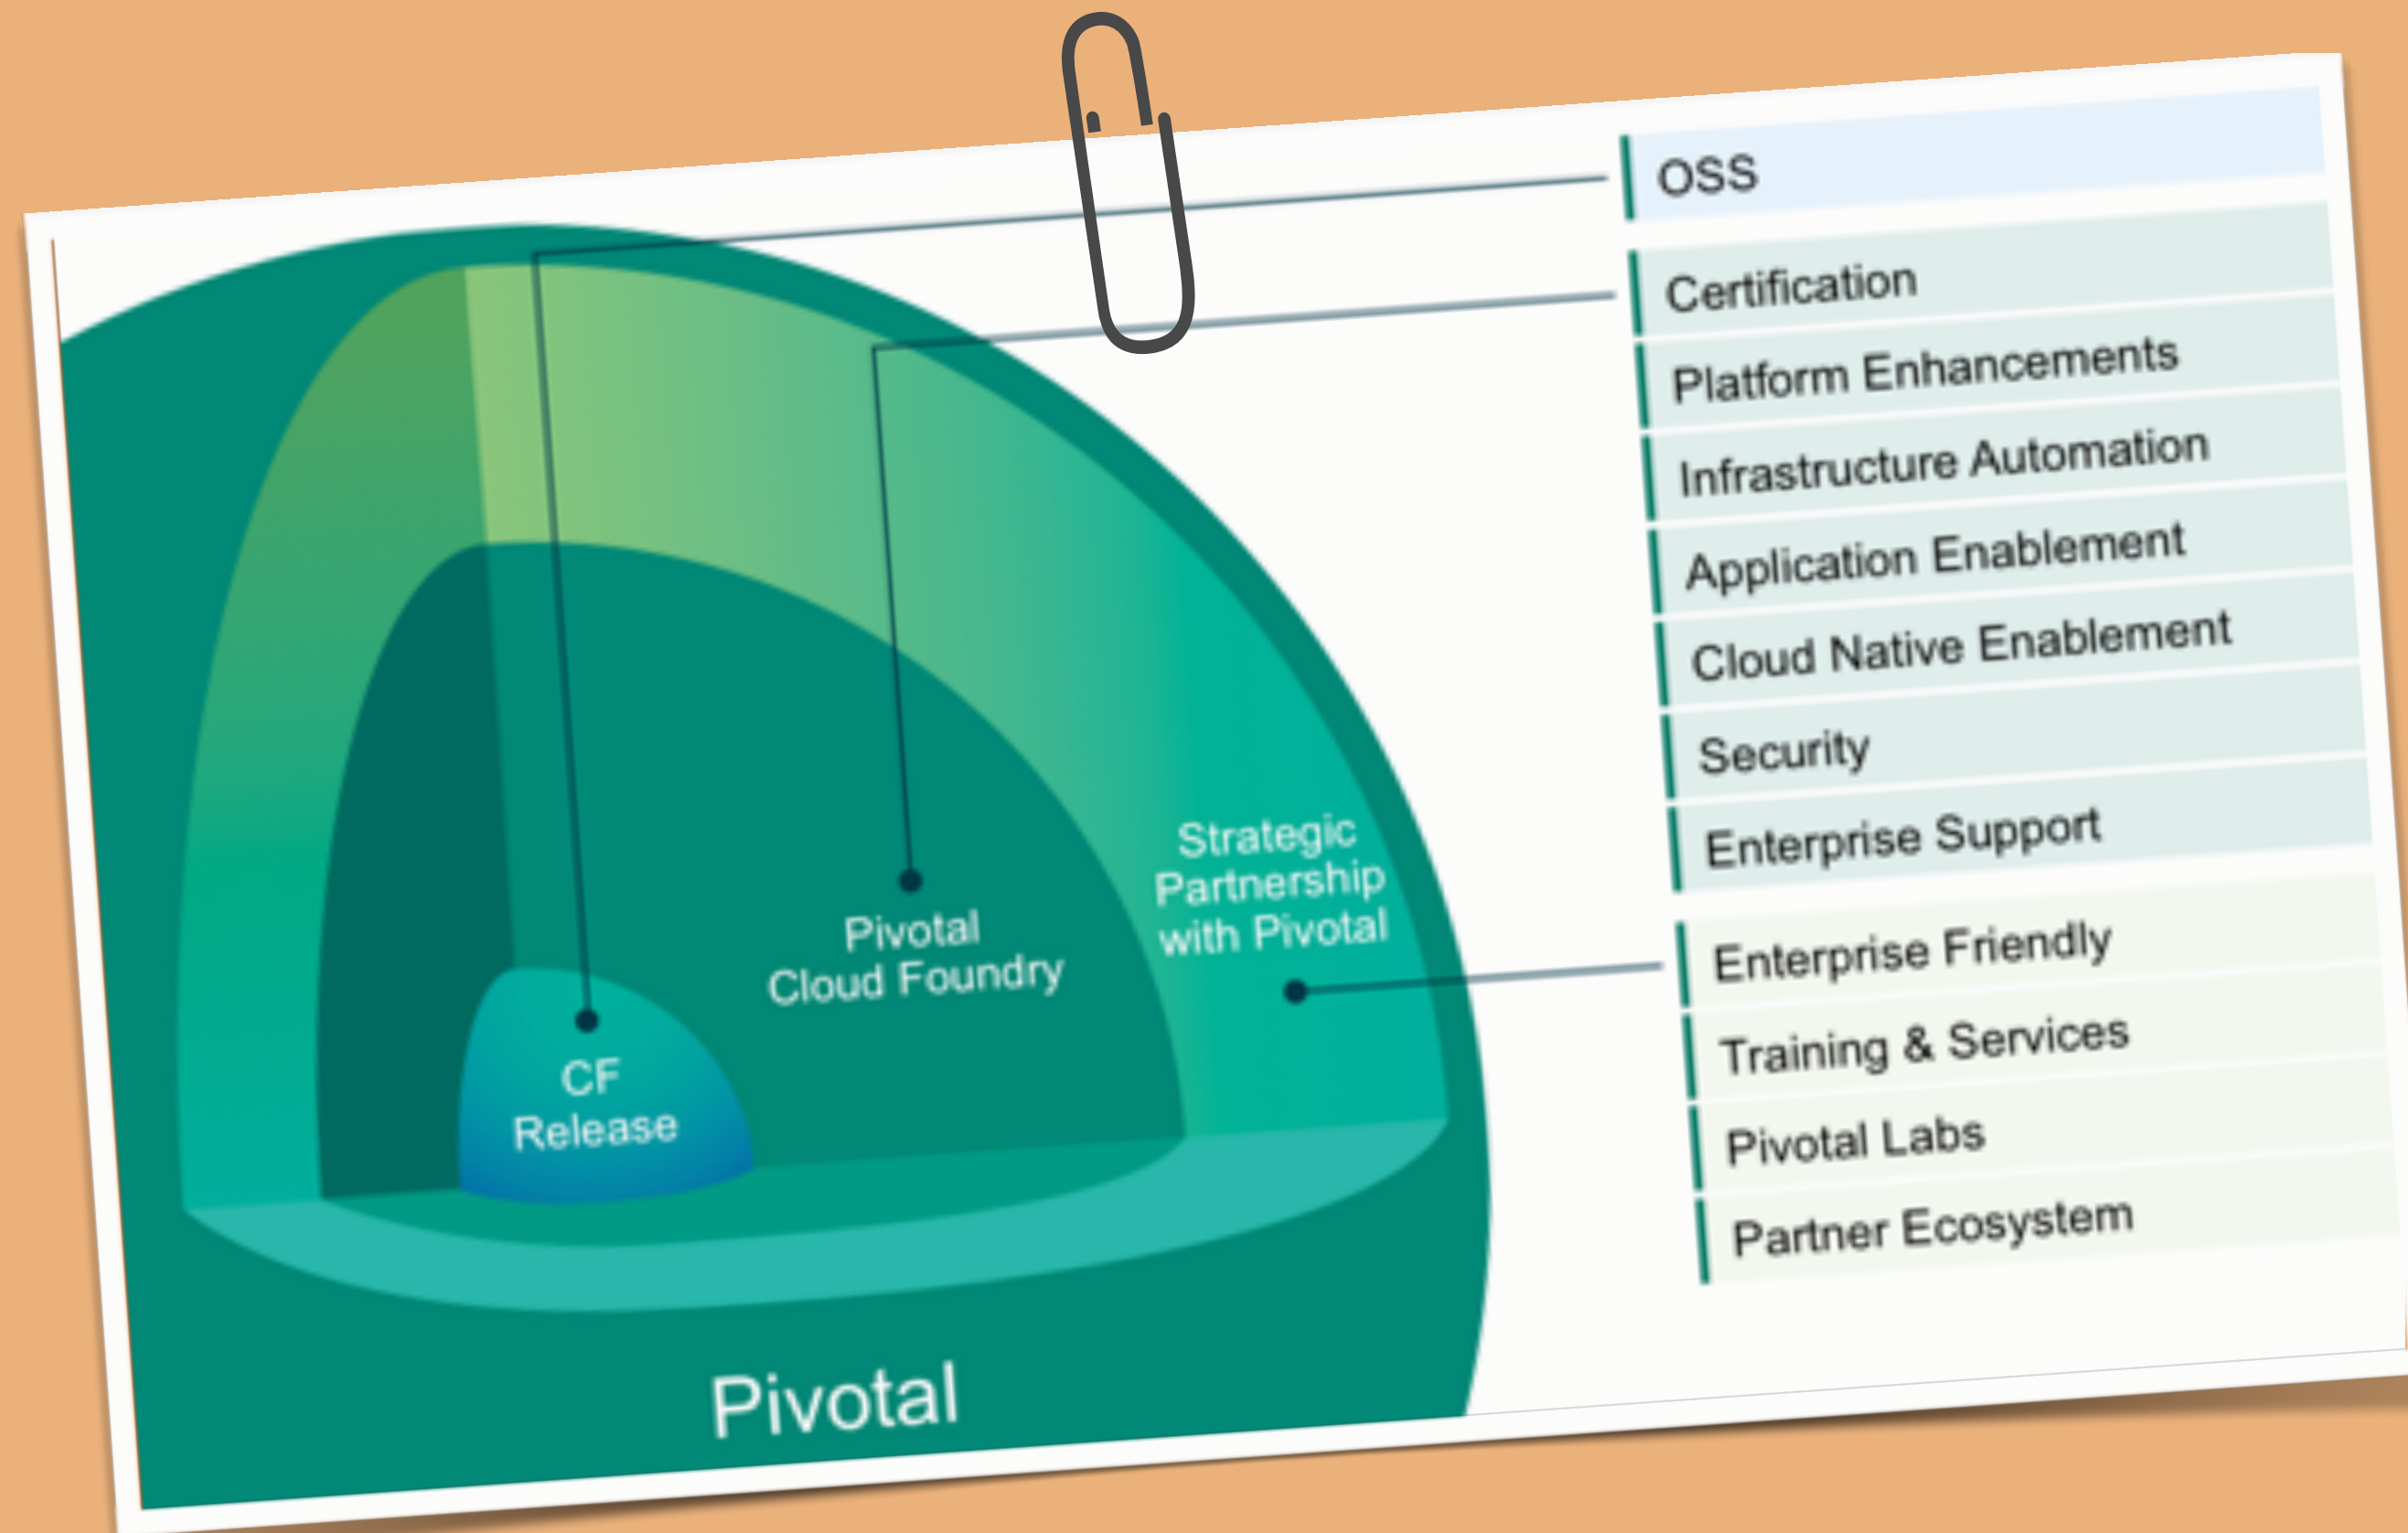 OSS
Certification
Platform Enhancements
Infrastructure Automation
Application Enablement
Cloud Native Enablement
Security
Enterprise Support
Enterprise Friendly
Training & Services
Pivotal Labs
Partner Ecosystem
Strategic
Partnership
with Pivotal
Pivotal
Cloud Foundry
CF
Release
Pivotal